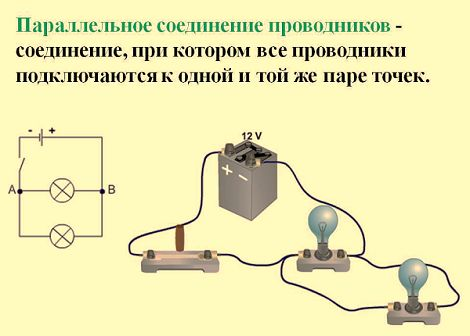 Параллельное соединение проводников -
соединение, при котором все проводники
подключаются к одной и той же паре точек.
12 V
- +
+ -
A B